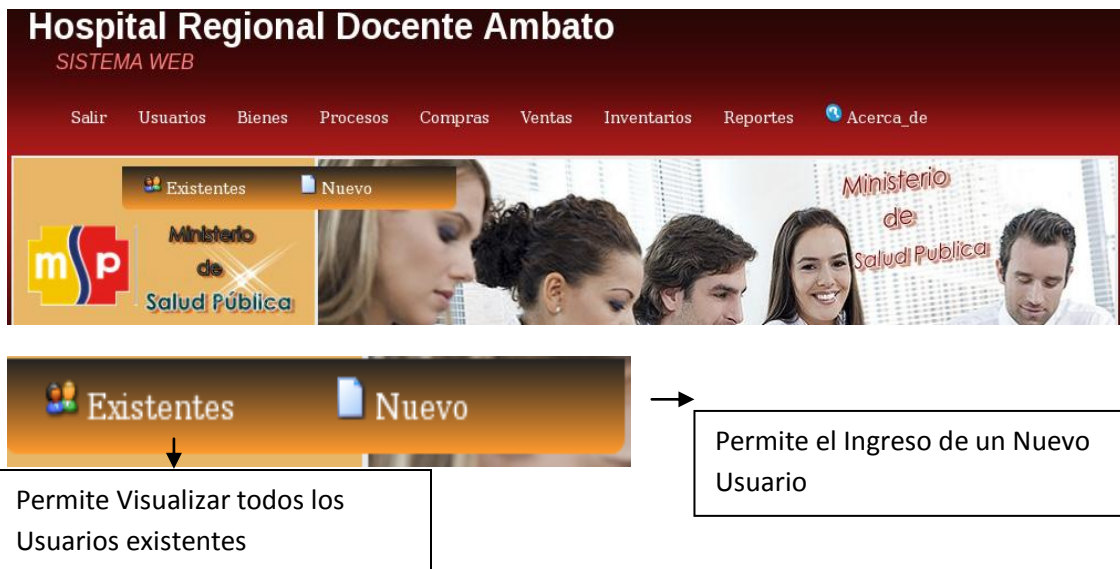 Hospital Regional Docente Ambato
SISTEMA WEB
Salir Usuarios Bienes Procesos Compras Ventas Inventarios Reportes Acerca_de
Existentes Nuevo
Ministerio
de
Salud Pública
msp
Ministerio
de
Salud Publica
Existentes Nuevo
Permite el Ingreso de un Nuevo
Usuario
Permite Visualizar todos los
Usuarios existentes